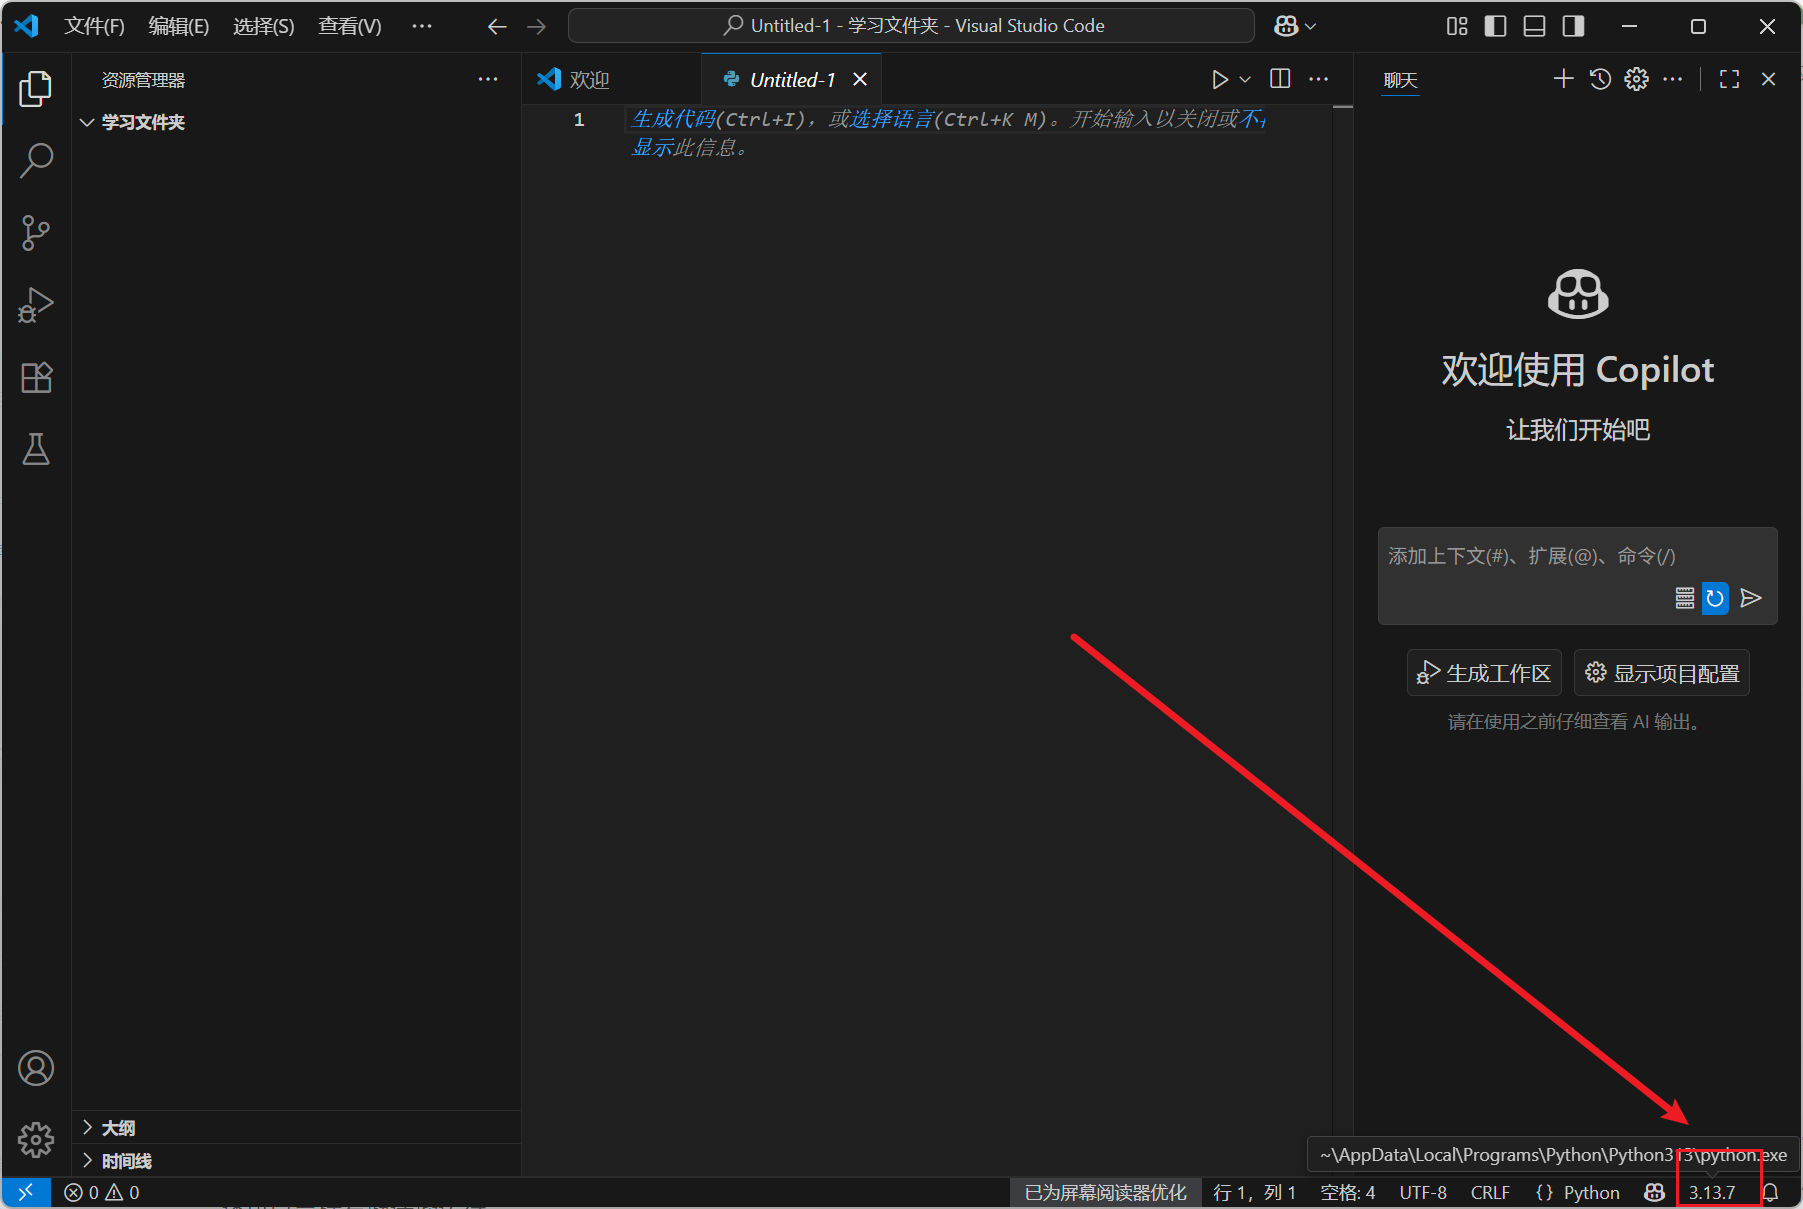 文件(F) 编辑(E) 选择(S) 查看(V) ··· Untitled-1 - 学习文件夹 - Visual Studio Code
资源管理器
学习文件夹
欢迎 Untitled-1
1 生成代码(Ctrl+I)，或选择语言(Ctrl+K M)。开始输入以关闭或不
显示此信息。
聊天
欢迎使用 Copilot
让我们开始吧
添加上下文(#)、扩展(@)、命令(/)
生成工作区 显示项目配置
请在使用之前仔细查看 AI 输出。
大纲
时间线
~\AppData\Local\Programs\Python\Python313\python.exe
0 0 已为屏幕阅读器优化 行 1，列 1 空格: 4 UTF-8 CRLF {} Python 3.13.7